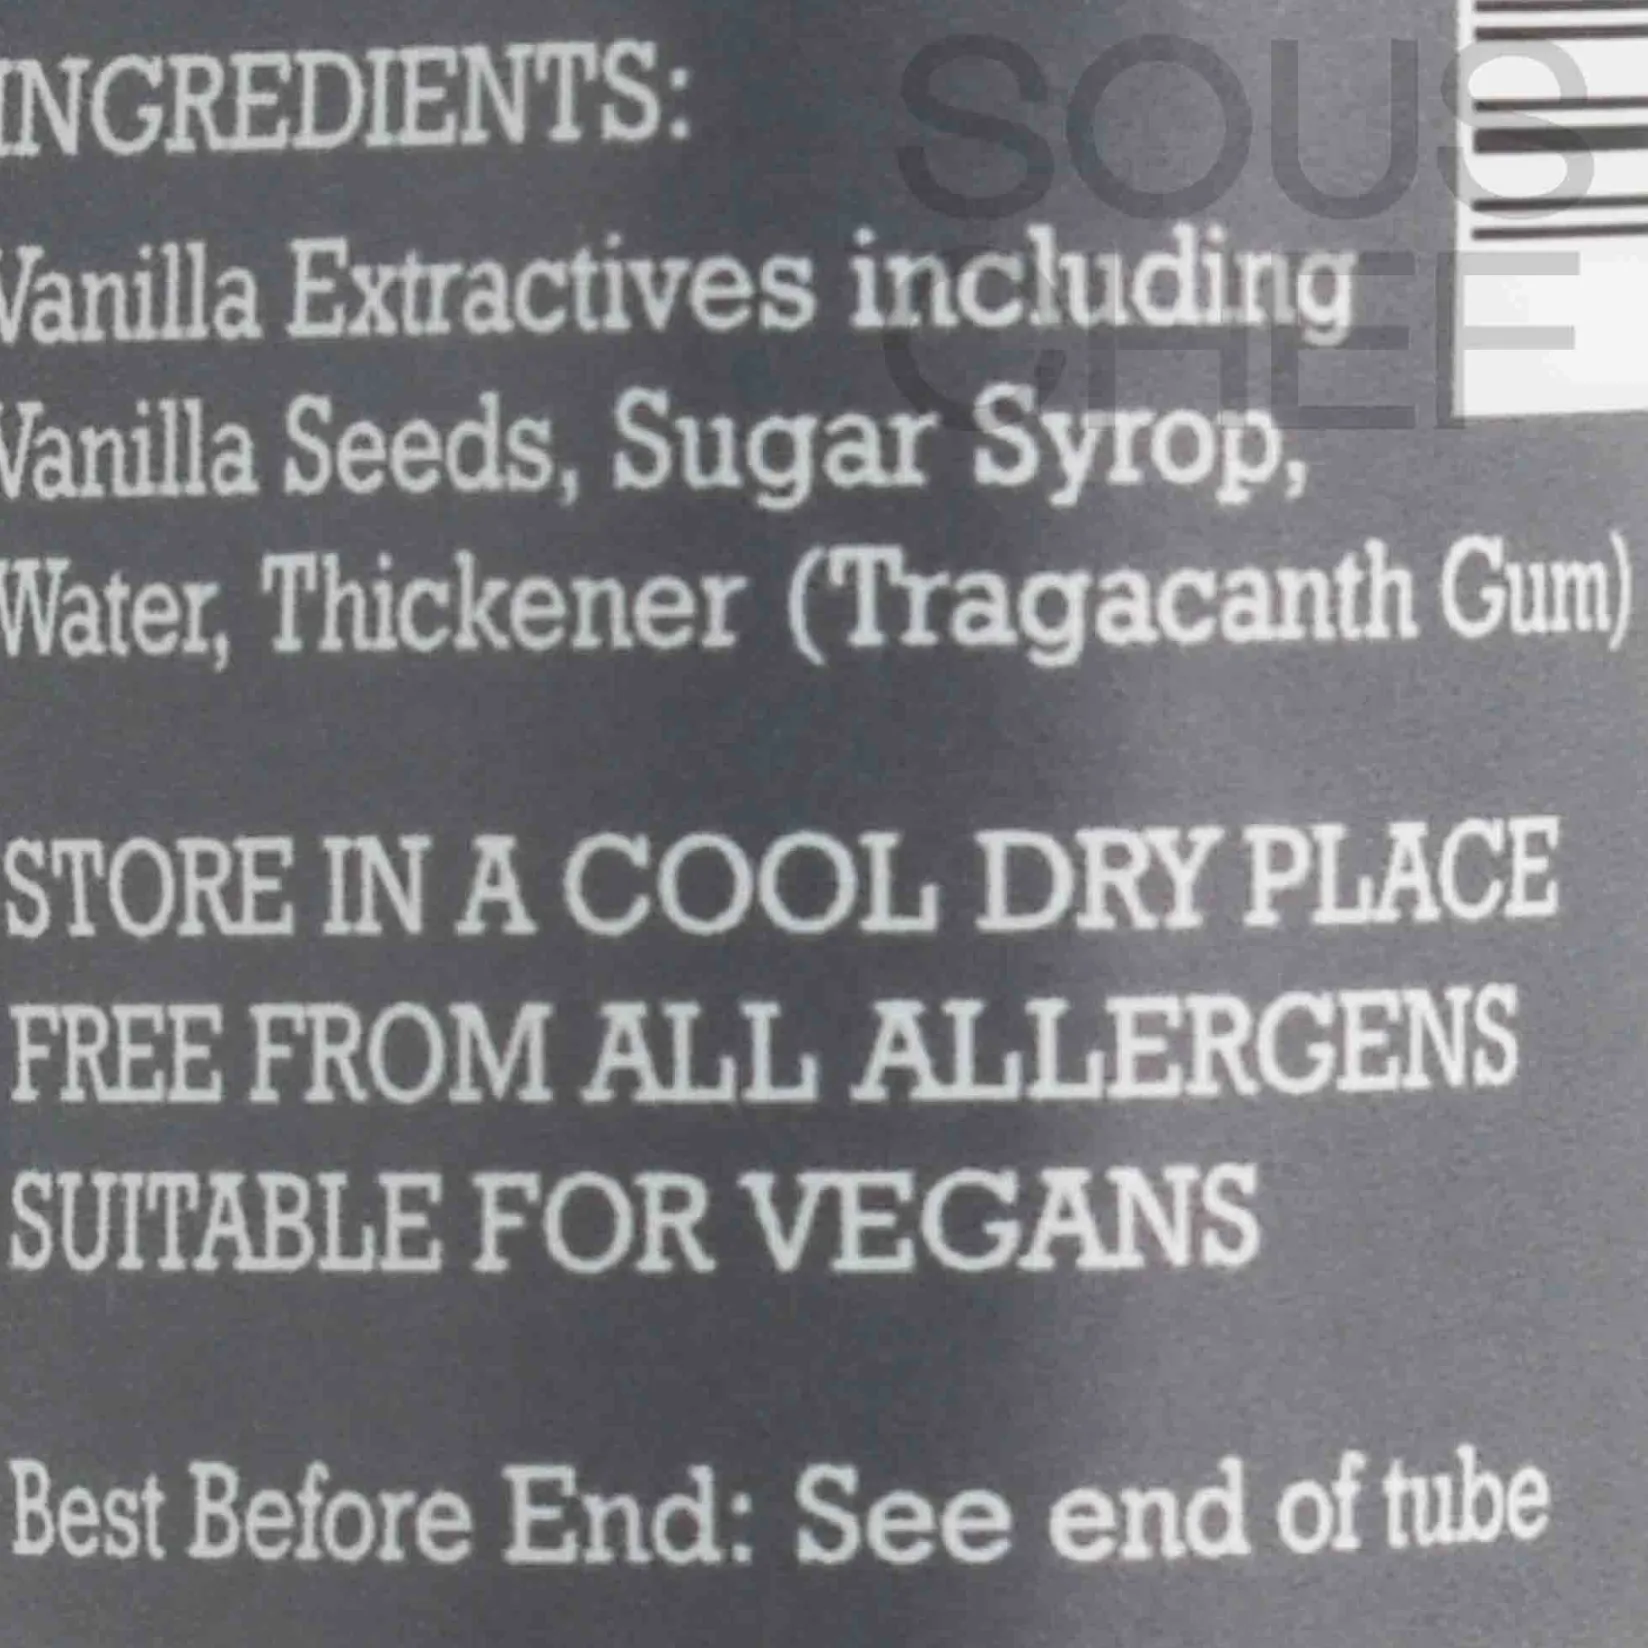 INGREDIENTS:
Vanilla Extractives including
Vanilla Seeds, Sugar Syrop,
Water, Thickener (Tragacanth Gum)
STORE IN A COOL DRY PLACE
FREE FROM ALL ALLERGENS
SUITABLE FOR VEGANS
Best Before End: See end of tube
SOUS
CHEF